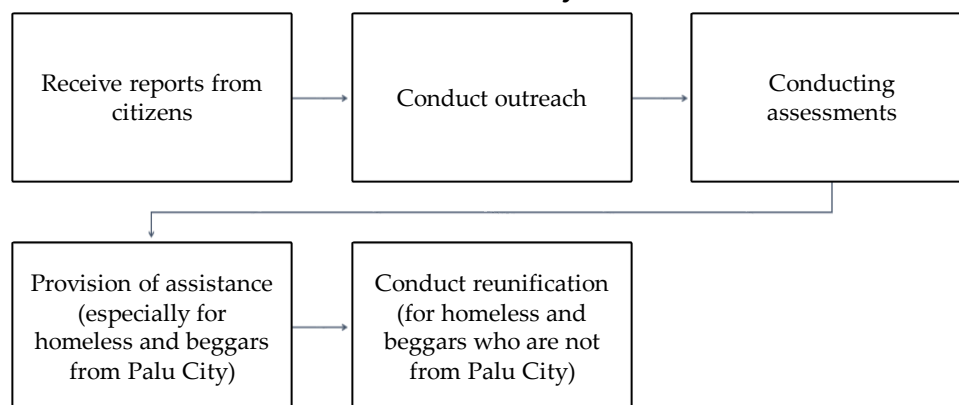 Receive reports from
citizens
Conduct outreach
Conducting
assessments
Provision of assistance
(especially for
homeless and beggars
from Palu City)
Conduct reunification
(for homeless and
beggars who are not
from Palu City)